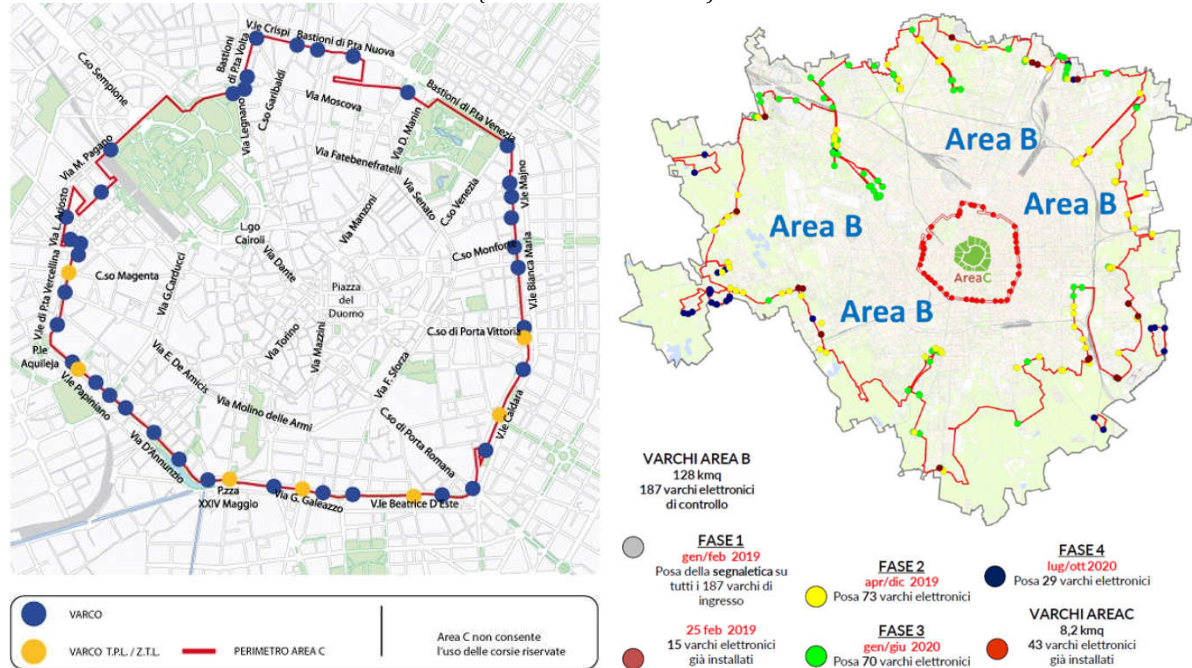 V.le Crispi
Bastioni di P.ta Nuova
Bastioni
di P.ta Volta
C.so Sempione
C.so Garibaldi
Via Legnano
Via Moscova
Bastioni di P.ta Venezia
Via D. Manin
Via Fatebenefratelli
Via M. Pagano
Via Senato
C.so Venezia
V.le Majno
Via L. Ariosto
Via Manzoni
L.go
Cairoli
Via Dante
C.so Monforte
C.so Magenta
Via G.Carducci
V.le Bianca Maria
V.le di P.ta Vercellina
Piazza
del
Duomo
C.so di Porta Vittoria
Via Torino
Via Mazzini
P.le
Aquileja
Via E. De Amicis
Via F. Sforza
V.le Papiniano
Via Molino delle Armi
V.le Caldara
C.so di Porta Romana
Via D'Annunzio
P.zza
XXIV Maggio
Via G. Galeazzo
V.le Beatrice D'Este
VARCO
VARCO T.P.L. / Z.T.L.
PERIMETRO AREA C
Area C non consente
l'uso delle corsie riservate
Area B
Area B
Area B
Area B
AreaC
VARCHI AREA B
128 kmq
187 varchi elettronici
di controllo
FASE 1
gen/feb 2019
Posa della segnaletica su
tutti i 187 varchi di
ingresso
25 feb 2019
15 varchi elettronici
già installati
FASE 2
apr/dic 2019
Posa 73 varchi elettronici
FASE 3
gen/giu 2020
Posa 70 varchi elettronici
FASE 4
lug/ott 2020
Posa 29 varchi elettronici
VARCHI AREAC
8,2 kmq
43 varchi elettronici
già installati